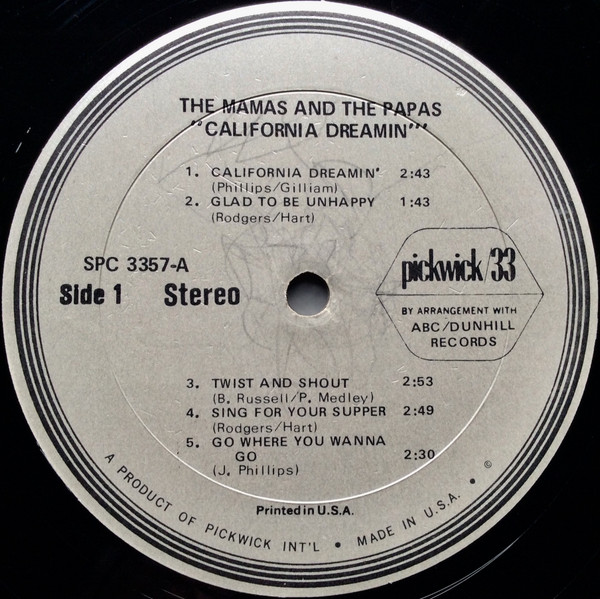 THE MAMAS AND THE PAPAS
"CALIFORNIA DREAMIN'"
1. CALIFORNIA DREAMIN' 2:43
(Phillips/Gilliam)
2. GLAD TO BE UNHAPPY 1:43
(Rodgers/Hart)
SPC 3357-A
Side 1 Stereo
pickwick/33
BY ARRANGEMENT WITH
ABC/DUNHILL
RECORDS
3. TWIST AND SHOUT 2:53
(B. Russell/P. Medley)
4. SING FOR YOUR SUPPER 2:49
(Rodgers/Hart)
5. GO WHERE YOU WANNA
GO 2:30
(J. Phillips)
Printed in U.S.A.
A PRODUCT OF PICKWICK INT'L • MADE IN U.S.A. • ©